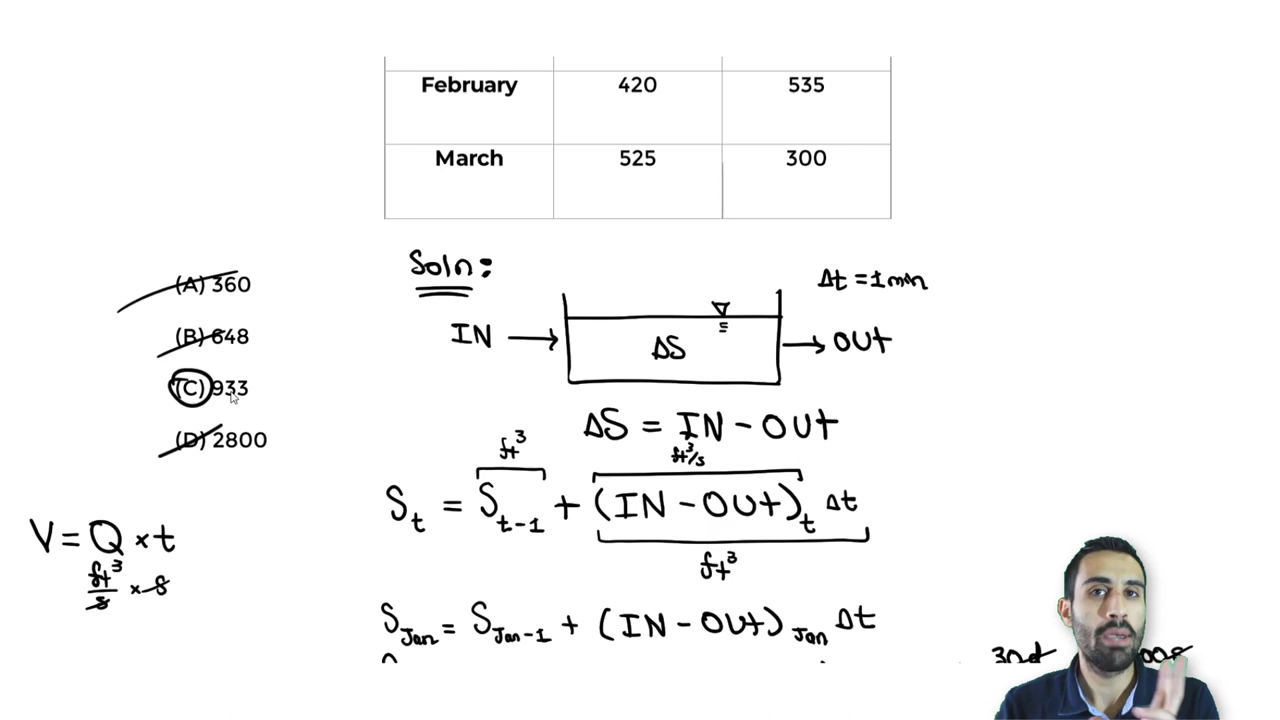 February 420 535
March 525 300
Soln:
Δt = 1 mon
(A) 360
IN → ΔS → OUt
(B) 648
(C) 933
(D) 2800
ΔS = IN - OUt
ft³ ft³/s
S_t = S_t-1 + (IN - OUt)_t Δt
ft³
V = Q × t
ft³/s × s
S_Jan = S_Jan-1 + (IN - OUt)_Jan Δt
30d